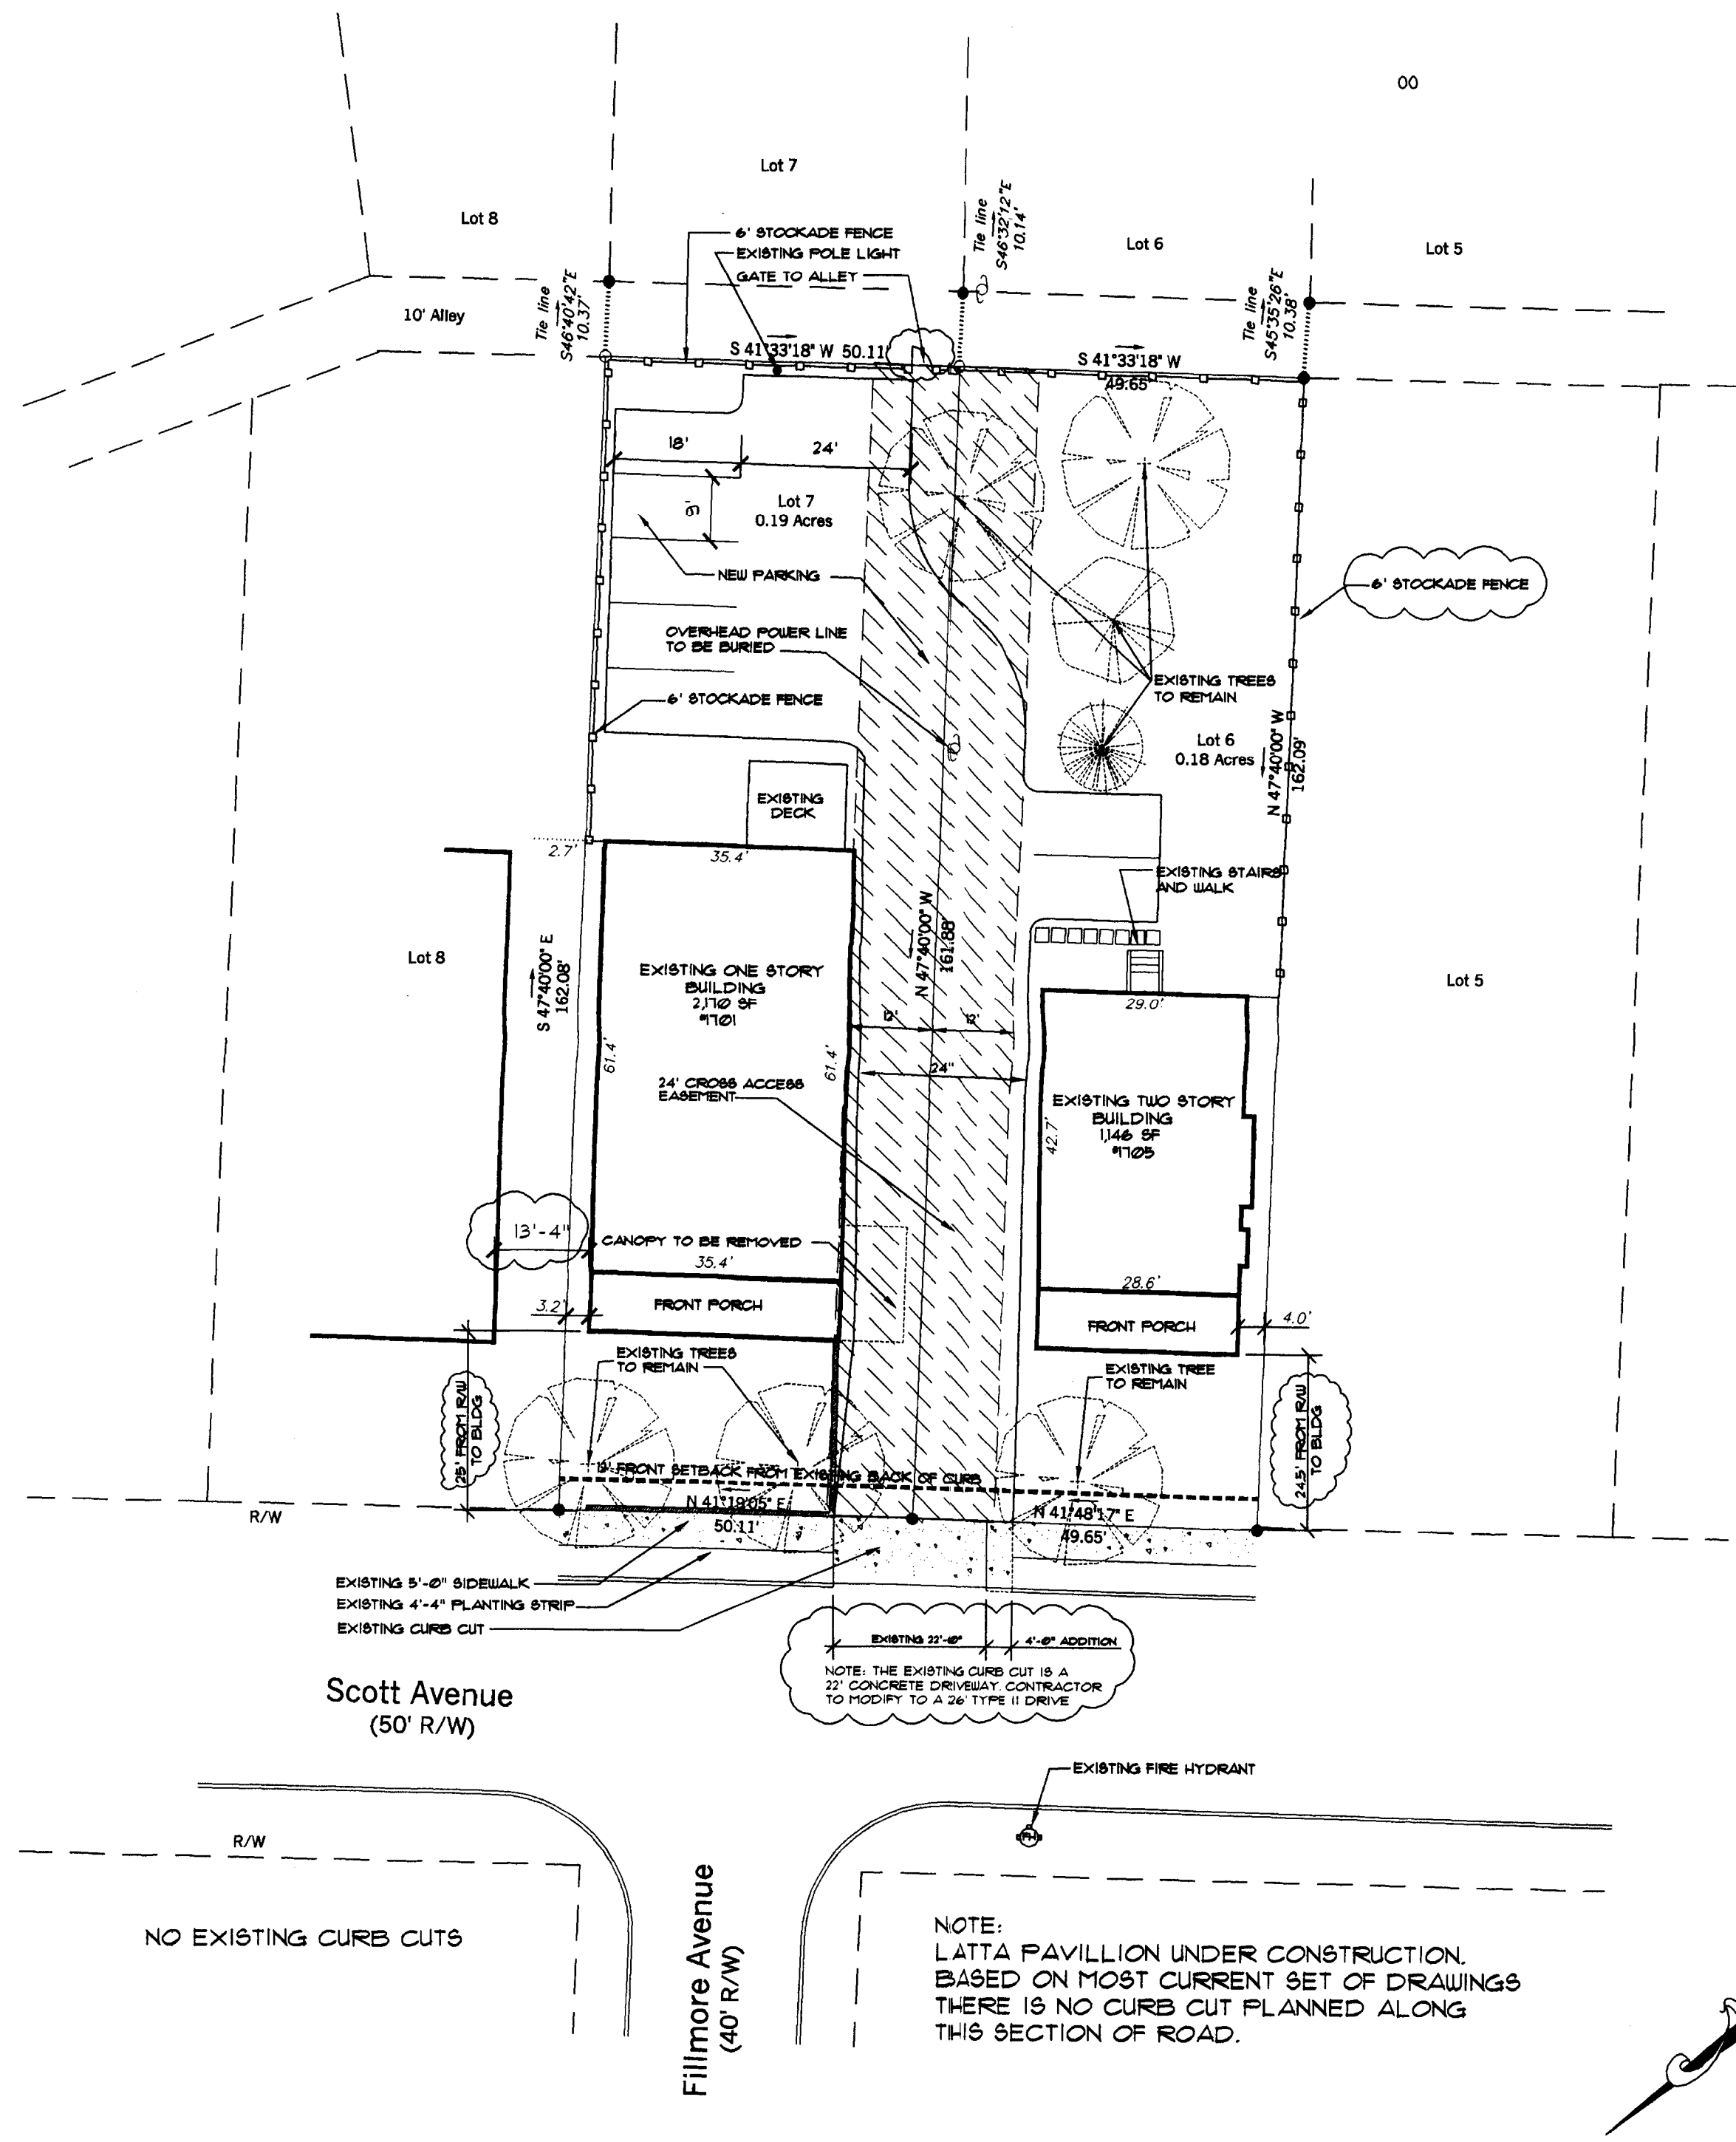 00
Lot 7
Lot 8
Lot 6
Lot 5
6' STOCKADE FENCE
EXISTING POLE LIGHT
GATE TO ALLEY
Tie line
S46°32'12"E
10.14'
Tie line
S46°40'42"E
10.37'
Tie line
S45°35'26"E
10.38'
10' Alley
S 41°33'18" W 50.11'
S 41°33'18" W
49.65'
18'
24'
9'
Lot 7
0.19 Acres
NEW PARKING
6' STOCKADE FENCE
OVERHEAD POWER LINE
TO BE BURIED
6' STOCKADE FENCE
EXISTING TREES
TO REMAIN
Lot 6
0.18 Acres
N 47°40'00" W
162.09'
EXISTING
DECK
2.7'
35.4'
EXISTING STAIRS
AND WALK
Lot 8
S 47°40'00" E
162.08'
EXISTING ONE STORY
BUILDING
2,170 SF
#1701
N 47°40'00" W
161.88'
Lot 5
29.0'
12'
12'
61.4'
61.4'
24"
24' CROSS ACCESS
EASEMENT
EXISTING TWO STORY
BUILDING
1,146 SF
#1705
42.7'
13'-4"
CANOPY TO BE REMOVED
35.4'
28.6'
3.2'
FRONT PORCH
FRONT PORCH
4.0'
EXISTING TREES
TO REMAIN
EXISTING TREE
TO REMAIN
25' FROM R/W
TO BLDG
24.5' FROM R/W
TO BLDG
FRONT SETBACK FROM EXISTING BACK OF CURB
R/W
N 41°19'05" E
50.11'
N 41°48'17" E
49.65'
EXISTING 5'-0" SIDEWALK
EXISTING 4'-4" PLANTING STRIP
EXISTING CURB CUT
EXISTING 22'-0"
4'-0" ADDITION
NOTE: THE EXISTING CURB CUT IS A
22' CONCRETE DRIVEWAY. CONTRACTOR
TO MODIFY TO A 26' TYPE II DRIVE
Scott Avenue
(50' R/W)
EXISTING FIRE HYDRANT
FH
R/W
Fillmore Avenue
(40' R/W)
NO EXISTING CURB CUTS
NOTE:
LATTA PAVILLION UNDER CONSTRUCTION.
BASED ON MOST CURRENT SET OF DRAWINGS
THERE IS NO CURB CUT PLANNED ALONG
THIS SECTION OF ROAD.